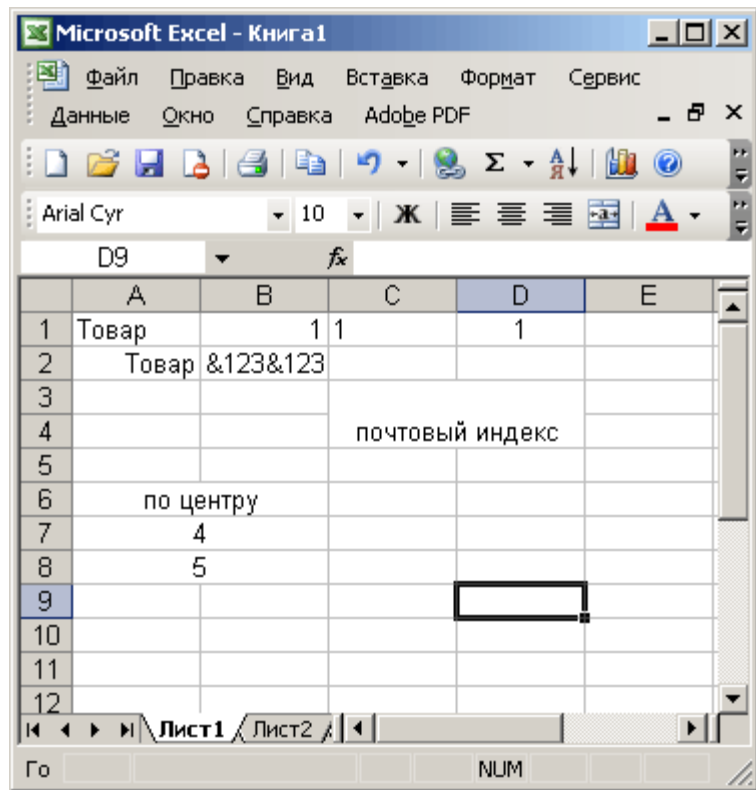 Microsoft Excel - Книга1
Файл Правка Вид Вставка Формат Сервис
Данные Окно Справка Adobe PDF
Arial Cyr 10 Ж A
D9 fx
A B C D E
1 Товар 1 1 1
2 Товар &123&123
3
4 почтовый индекс
5
6 по центру
7 4
8 5
9
10
11
12
Лист1 Лист2
Го NUM